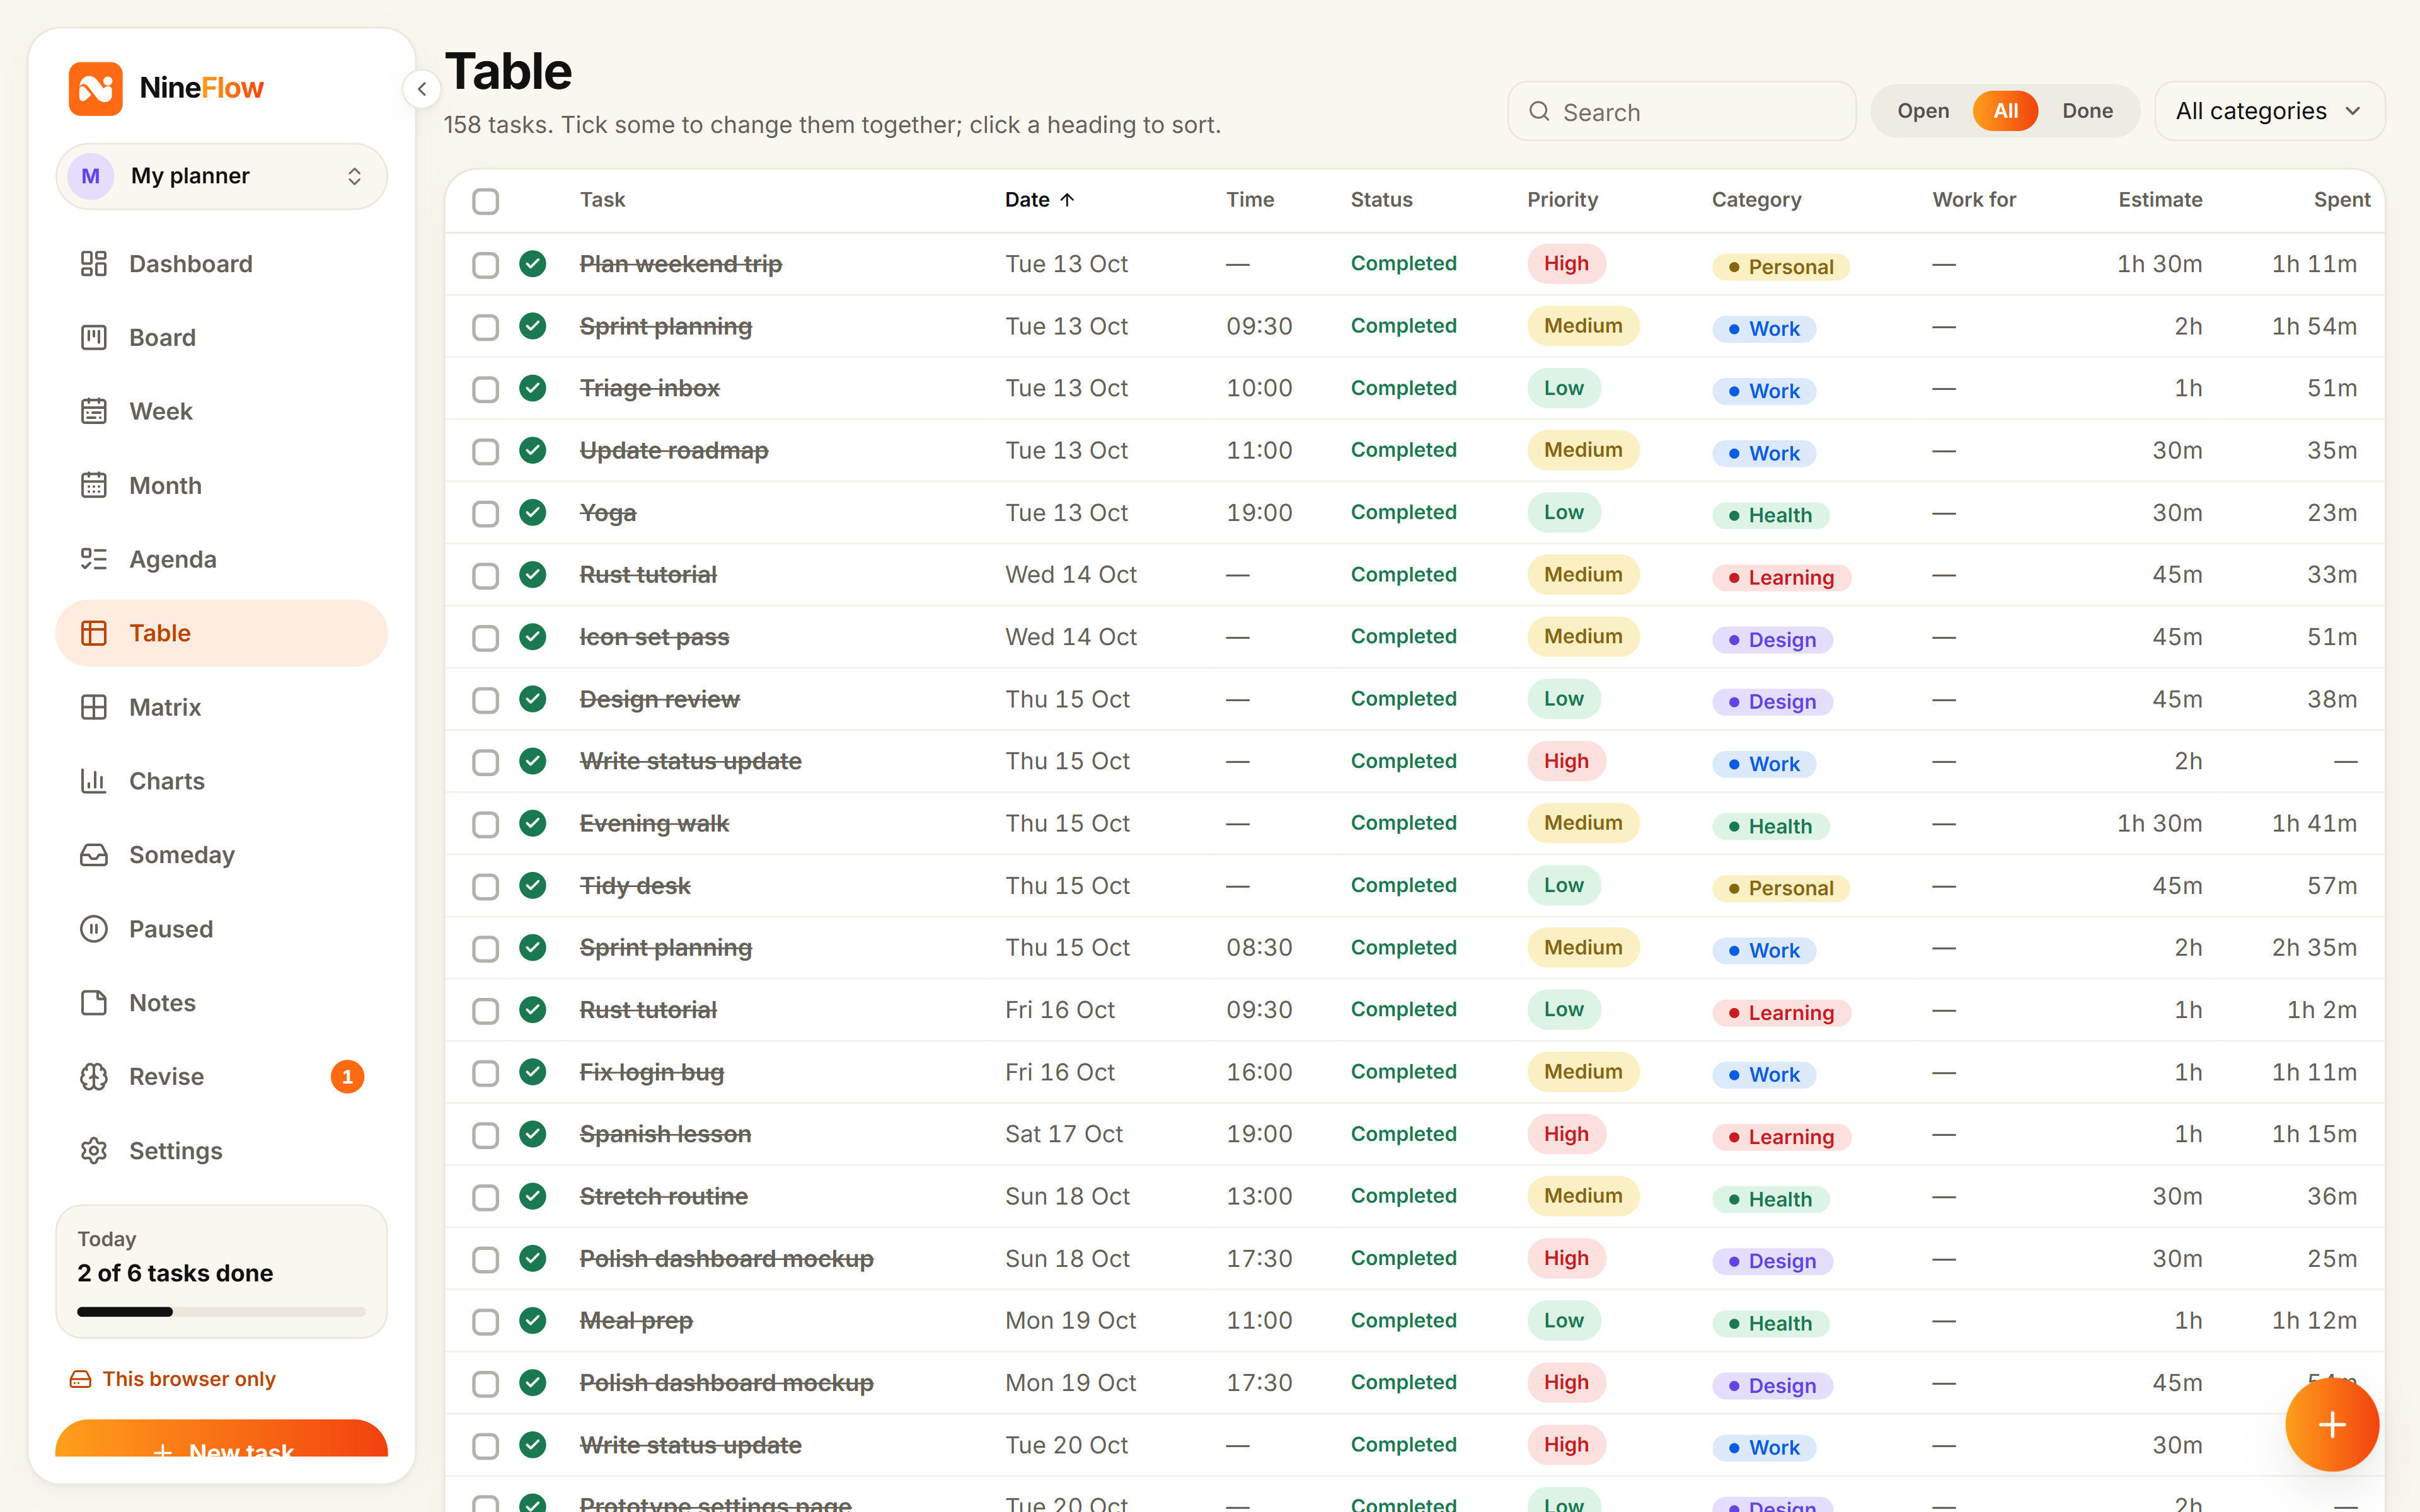 NineFlow
M My planner
Dashboard
Board
Week
Month
Agenda
Table
Matrix
Charts
Someday
Paused
Notes
Revise 1
Settings
Today
2 of 6 tasks done
This browser only
+ New task
Table
158 tasks. Tick some to change them together; click a heading to sort.
Search
Open All Done
All categories
Task Date ↑ Time Status Priority Category Work for Estimate Spent
Plan weekend trip Tue 13 Oct — Completed High Personal — 1h 30m 1h 11m
Sprint planning Tue 13 Oct 09:30 Completed Medium Work — 2h 1h 54m
Triage inbox Tue 13 Oct 10:00 Completed Low Work — 1h 51m
Update roadmap Tue 13 Oct 11:00 Completed Medium Work — 30m 35m
Yoga Tue 13 Oct 19:00 Completed Low Health — 30m 23m
Rust tutorial Wed 14 Oct — Completed Medium Learning — 45m 33m
Icon set pass Wed 14 Oct — Completed Medium Design — 45m 51m
Design review Thu 15 Oct — Completed Low Design — 45m 38m
Write status update Thu 15 Oct — Completed High Work — 2h —
Evening walk Thu 15 Oct — Completed Medium Health — 1h 30m 1h 41m
Tidy desk Thu 15 Oct — Completed Low Personal — 45m 57m
Sprint planning Thu 15 Oct 08:30 Completed Medium Work — 2h 2h 35m
Rust tutorial Fri 16 Oct 09:30 Completed Low Learning — 1h 1h 2m
Fix login bug Fri 16 Oct 16:00 Completed Medium Work — 1h 1h 11m
Spanish lesson Sat 17 Oct 19:00 Completed High Learning — 1h 1h 15m
Stretch routine Sun 18 Oct 13:00 Completed Medium Health — 30m 36m
Polish dashboard mockup Sun 18 Oct 17:30 Completed High Design — 30m 25m
Meal prep Mon 19 Oct 11:00 Completed Low Health — 1h 1h 12m
Polish dashboard mockup Mon 19 Oct 17:30 Completed High Design — 45m
Write status update Tue 20 Oct — Completed High Work — 30m
Prototype settings page Tue 20 Oct — Completed Low Design — 2h —